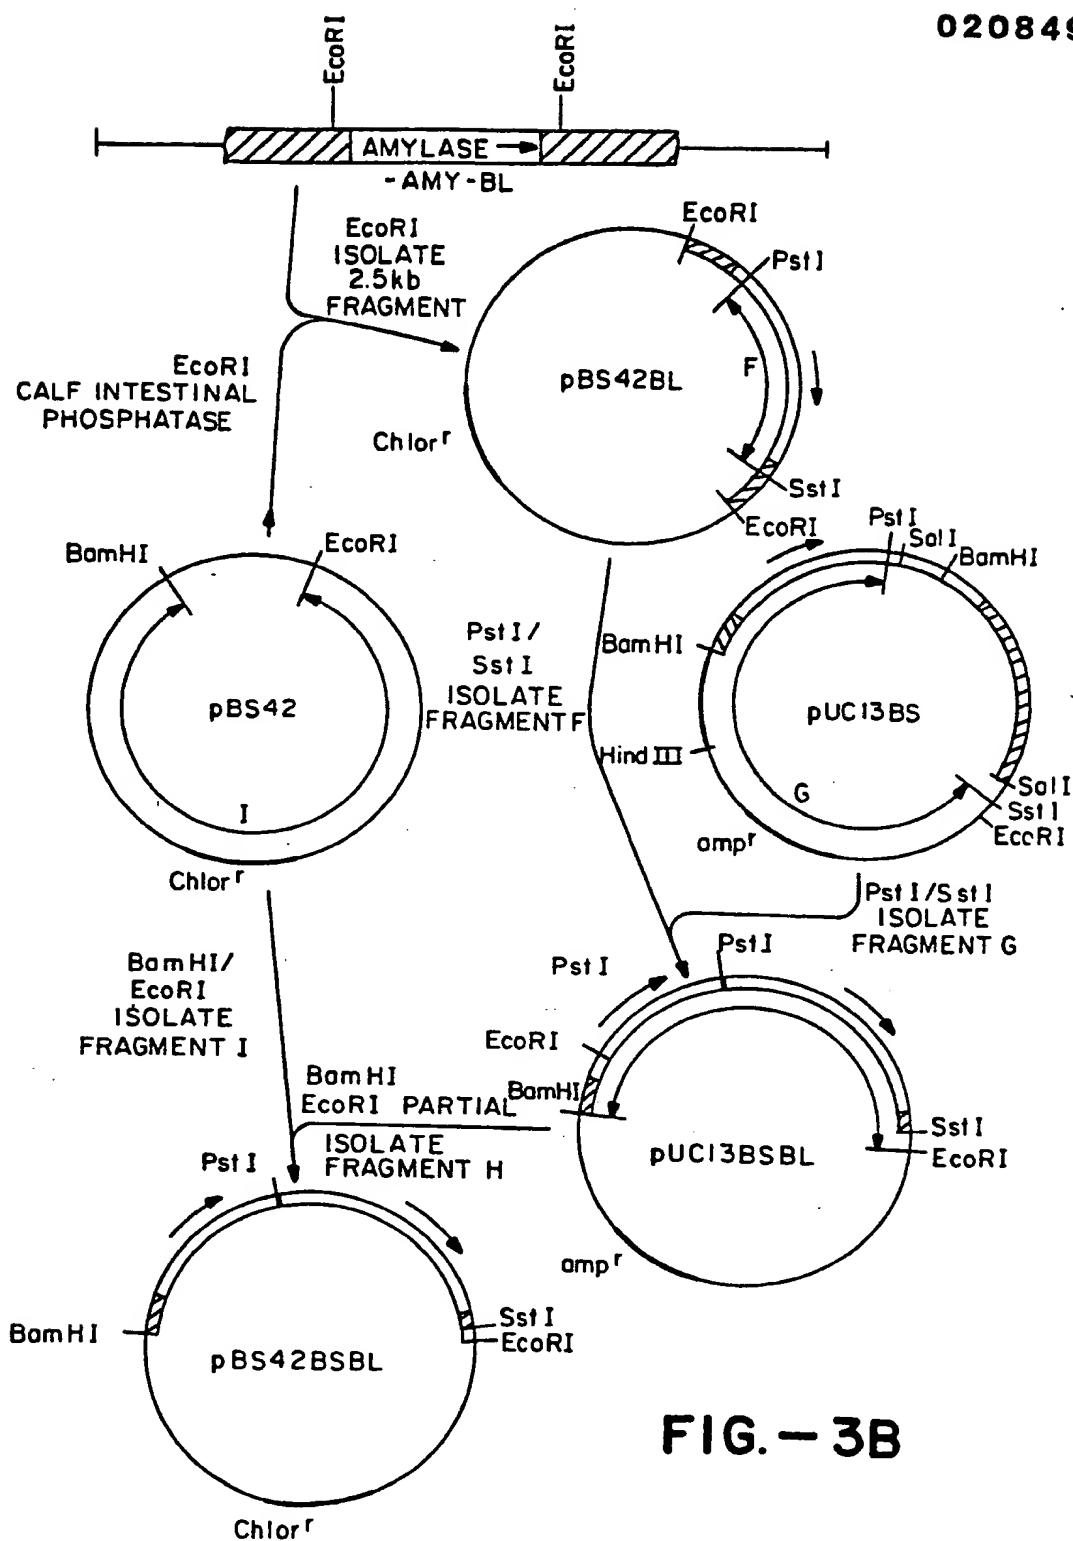 020849
EcoRI
EcoRI
AMYLASE
-AMY-BL
EcoRI
ISOLATE
2.5kb
FRAGMENT
EcoRI
CALF INTESTINAL
PHOSPHATASE
EcoRI
PstI
F
pBS42BL
Chlorʳ
SstI
EcoRI
BamHI
EcoRI
pBS42
I
Chlorʳ
PstI/
SstI
ISOLATE
FRAGMENT F
PstI
SalI
BamHI
BamHI
pUC13BS
HindIII
G
SalI
SstI
EcoRI
ampʳ
PstI/SstI
ISOLATE
FRAGMENT G
BamHI/
EcoRI
ISOLATE
FRAGMENT I
BamHI
EcoRI PARTIAL
ISOLATE
FRAGMENT H
PstI
PstI
EcoRI
BamHI
SstI
EcoRI
pUC13BSBL
ampʳ
PstI
BamHI
SstI
EcoRI
pBS42BSBL
Chlorʳ
FIG.-3B